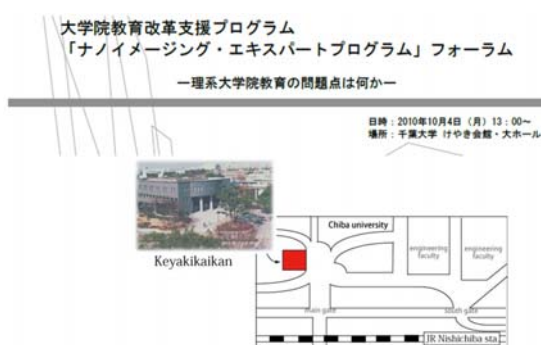 大学院教育改革支援プログラム
「ナノイメージング・エキスパートプログラム」フォーラム
ー理系大学院教育の問題点は何かー
日時：2010年10月4日（月）13：00～
場所：千葉大学 けやき会館・大ホール
Keyakikaikan
Chiba university
engineering
faculty
engineering
faculty
main gate
south gate
JR Nishichiba sta